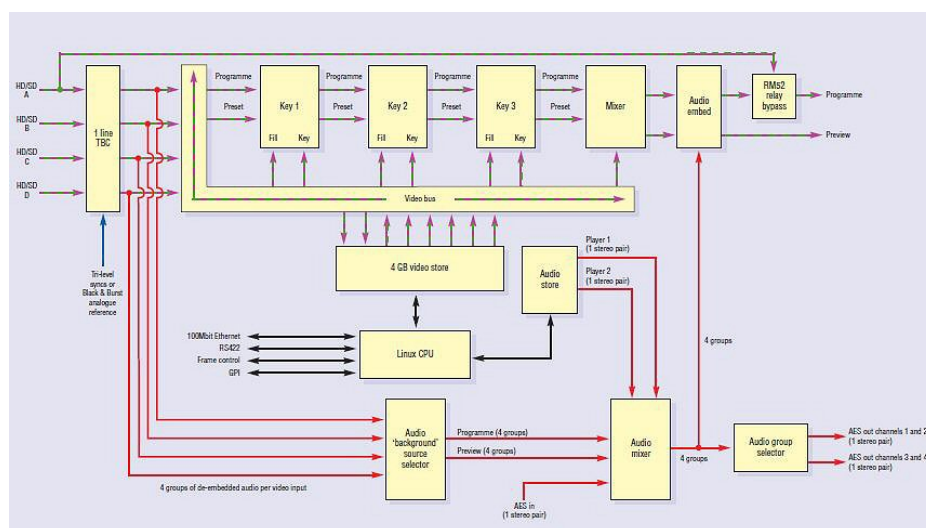 HD/SD
A
HD/SD
B
HD/SD
C
HD/SD
D
1 line
TBC
Tri-level
syncs or
Black & Burst
analogue
reference
Programme
Preset
Key 1
Fill
Key
Programme
Preset
Key 2
Fill
Key
Programme
Preset
Key 3
Fill
Key
Programme
Preset
Mixer
Audio
embed
RM52
relay
bypass
Programme
Preview
Video bus
4 GB video store
Audio
store
Player 1
(1 stereo pair)
Player 2
(1 stereo pair)
100Mbit Ethernet
RS422
Frame control
GPI
Linux CPU
4 groups
Audio
'background'
source
selector
Programme (4 groups)
Preview (4 groups)
Audio
mixer
4 groups
Audio group
selector
AES out channels 1 and 2
(1 stereo pair)
AES out channels 3 and 4
(1 stereo pair)
4 groups of de-embedded audio per video input
AES in
(1 stereo pair)